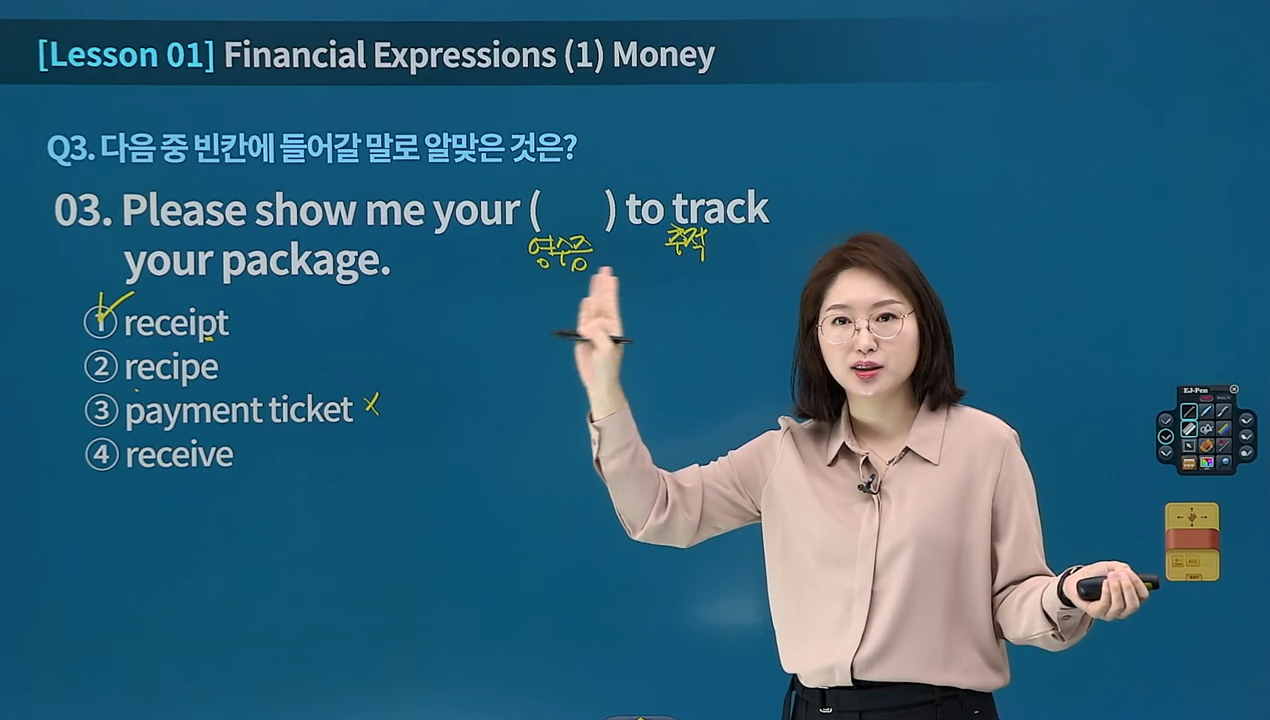 [Lesson 01] Financial Expressions (1) Money
Q3. 다음 중 빈칸에 들어갈 말로 알맞은 것은?
03. Please show me your ( ) to track
영수증 추적
your package.
① receipt
② recipe
③ payment ticket x
④ receive
EJ-Pen
ALL